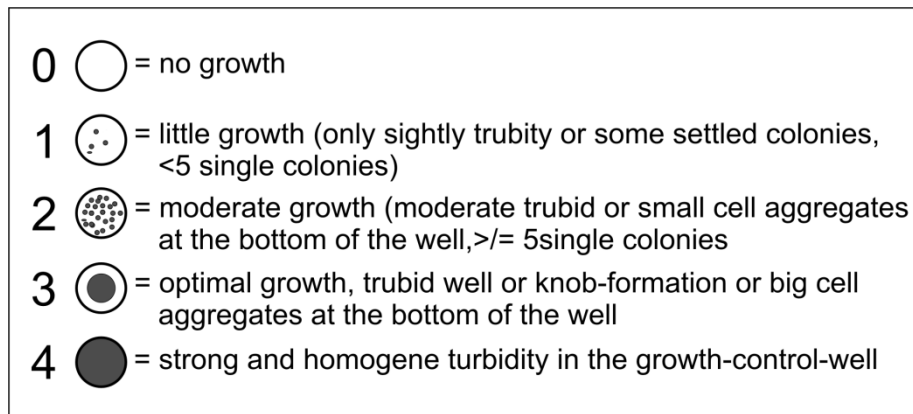 0 = no growth
1 = little growth (only sightly trubity or some settled colonies,
<5 single colonies)
2 = moderate growth (moderate trubid or small cell aggregates
at the bottom of the well,>/= 5single colonies
3 = optimal growth, trubid well or knob-formation or big cell
aggregates at the bottom of the well
4 = strong and homogene turbidity in the growth-control-well